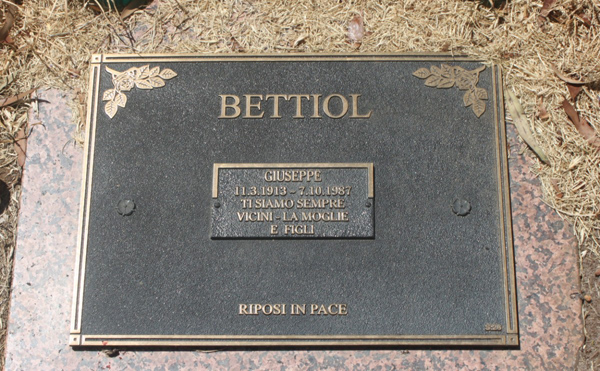 BETTIOL
GIUSEPPE
11.3.1913 - 7.10.1987
TI SIAMO SEMPRE
VICINI - LA MOGLIE
E FIGLI
RIPOSI IN PACE